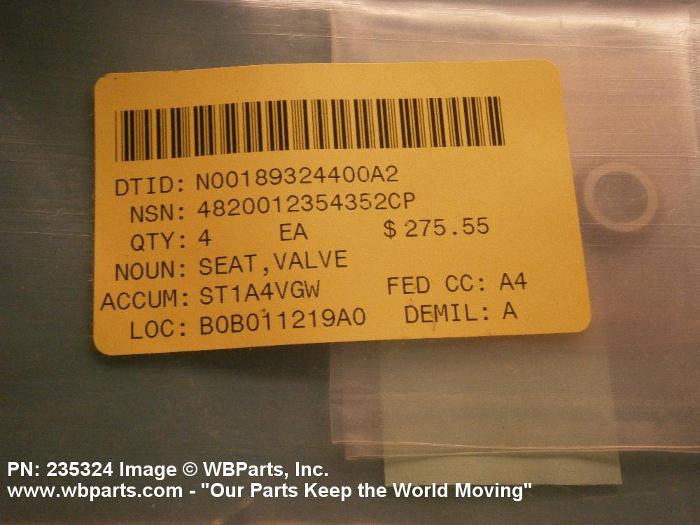 DTID: N00189324400A2
NSN: 4820012354352CP
QTY: 4 EA $ 275.55
NOUN: SEAT,VALVE
ACCUM: ST1A4VGW FED CC: A4
LOC: B0B011219A0 DEMIL: A
PN: 235324 Image © WBParts, Inc.
www.wbparts.com - "Our Parts Keep the World Moving"